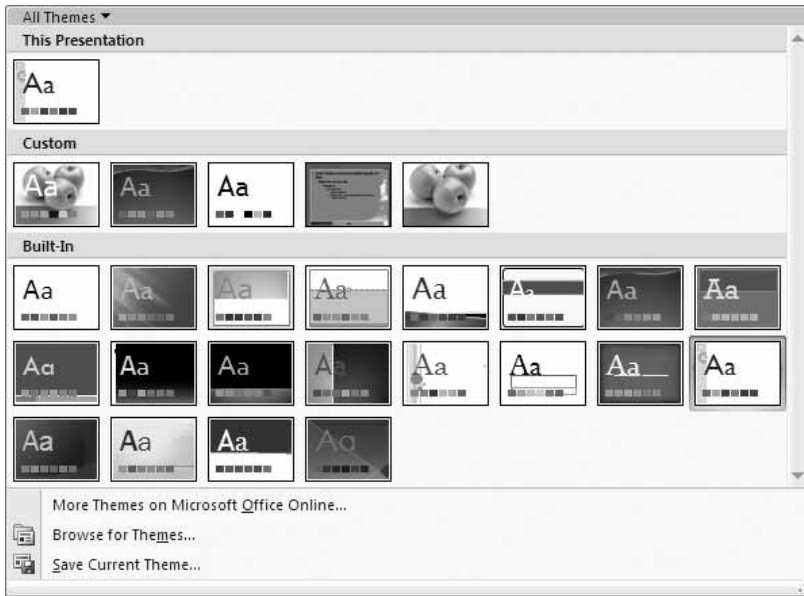 All Themes
This Presentation
Aa
Custom
Aa Aa Aa
Built-In
Aa Aa Aa Aa Aa Aa Aa Aa
Aa Aa Aa Aa Aa Aa Aa Aa
Aa Aa Aa Aa
More Themes on Microsoft Office Online...
Browse for Themes...
Save Current Theme...